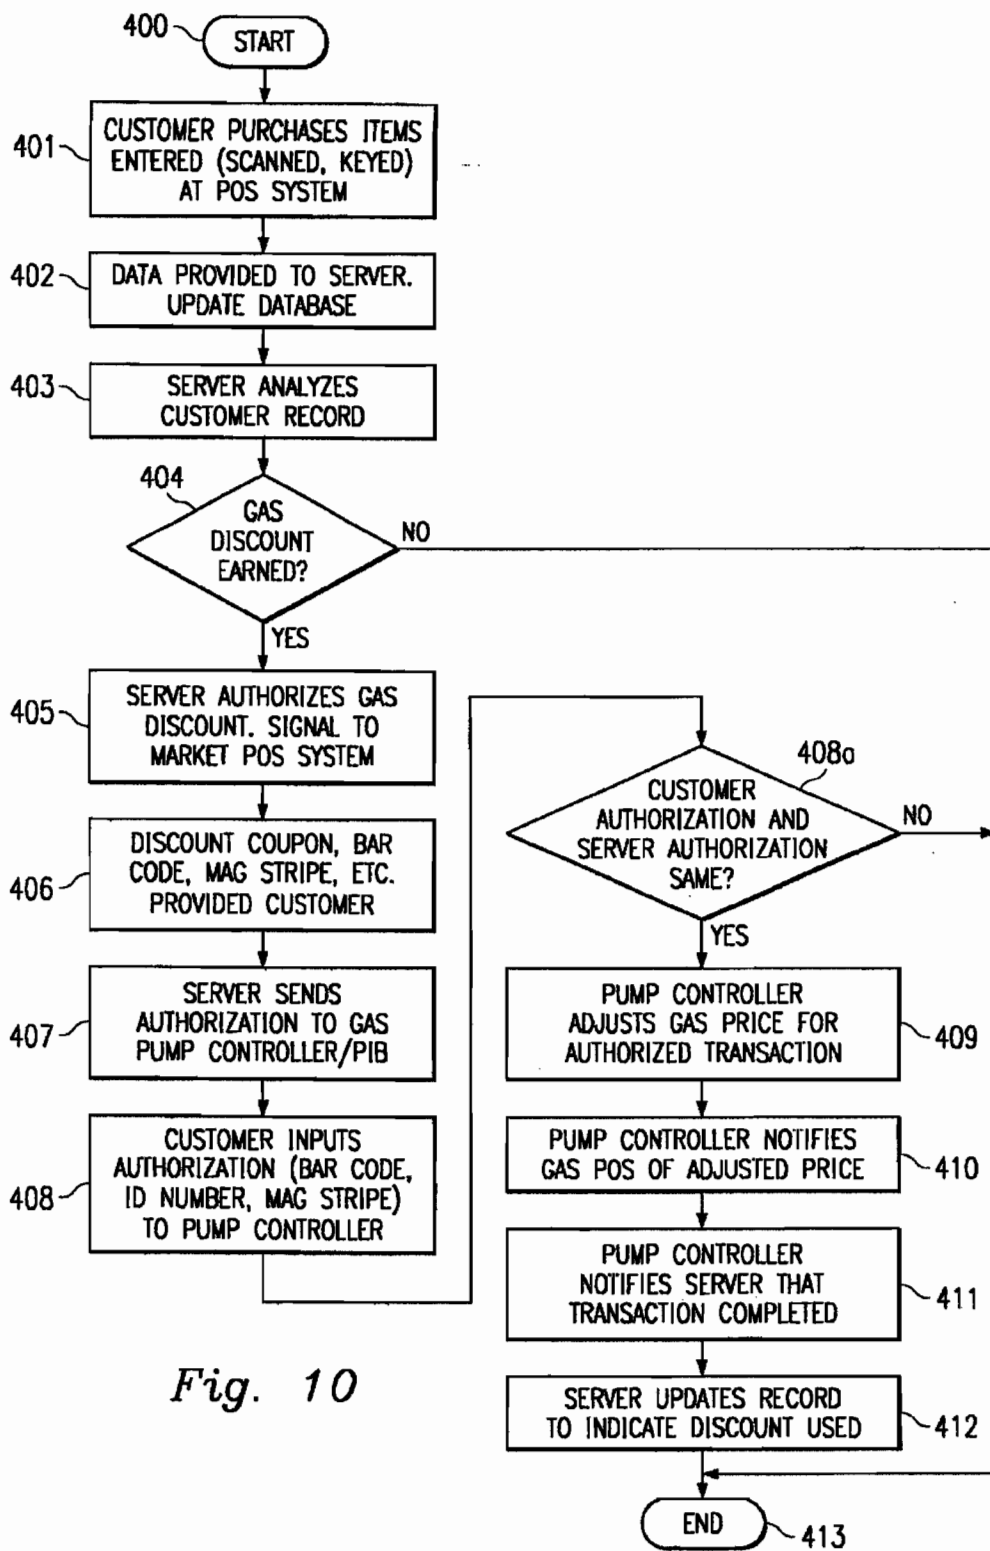 400
START
401
CUSTOMER PURCHASES ITEMS
ENTERED (SCANNED, KEYED)
AT POS SYSTEM
402
DATA PROVIDED TO SERVER.
UPDATE DATABASE
403
SERVER ANALYZES
CUSTOMER RECORD
404
GAS
DISCOUNT
EARNED?
NO
YES
405
SERVER AUTHORIZES GAS
DISCOUNT. SIGNAL TO
MARKET POS SYSTEM
406
DISCOUNT COUPON, BAR
CODE, MAG STRIPE, ETC.
PROVIDED CUSTOMER
407
SERVER SENDS
AUTHORIZATION TO GAS
PUMP CONTROLLER/PIB
408
CUSTOMER INPUTS
AUTHORIZATION (BAR CODE,
ID NUMBER, MAG STRIPE)
TO PUMP CONTROLLER
408a
CUSTOMER
AUTHORIZATION AND
SERVER AUTHORIZATION
SAME?
NO
YES
PUMP CONTROLLER
ADJUSTS GAS PRICE FOR
AUTHORIZED TRANSACTION
409
PUMP CONTROLLER NOTIFIES
GAS POS OF ADJUSTED PRICE
410
PUMP CONTROLLER
NOTIFIES SERVER THAT
TRANSACTION COMPLETED
411
SERVER UPDATES RECORD
TO INDICATE DISCOUNT USED
412
END
413
Fig. 10